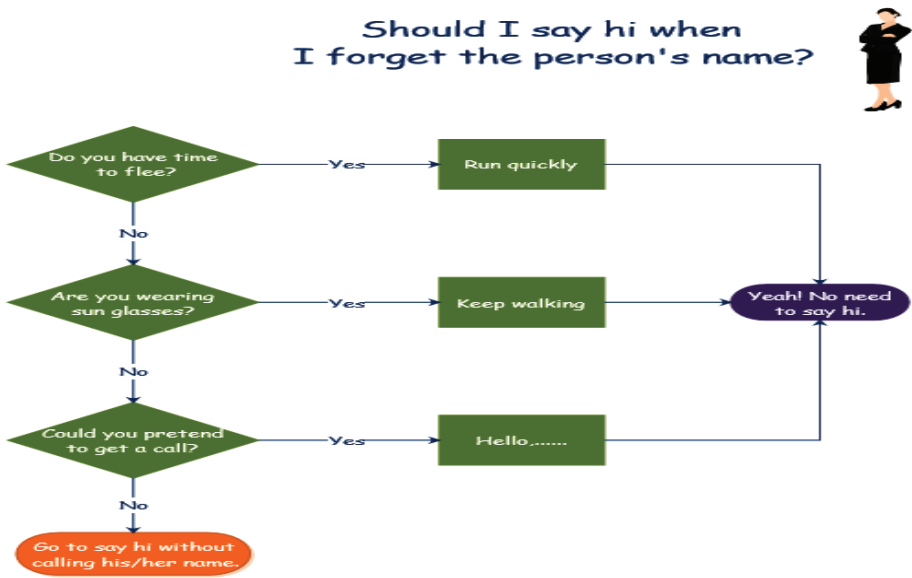 Should I say hi when
I forget the person's name?
Do you have time
to flee?
Yes
Run quickly
No
Are you wearing
sun glasses?
Yes
Keep walking
Yeah! No need
to say hi.
No
Could you pretend
to get a call?
Yes
Hello,......
No
Go to say hi without
calling his/her name.